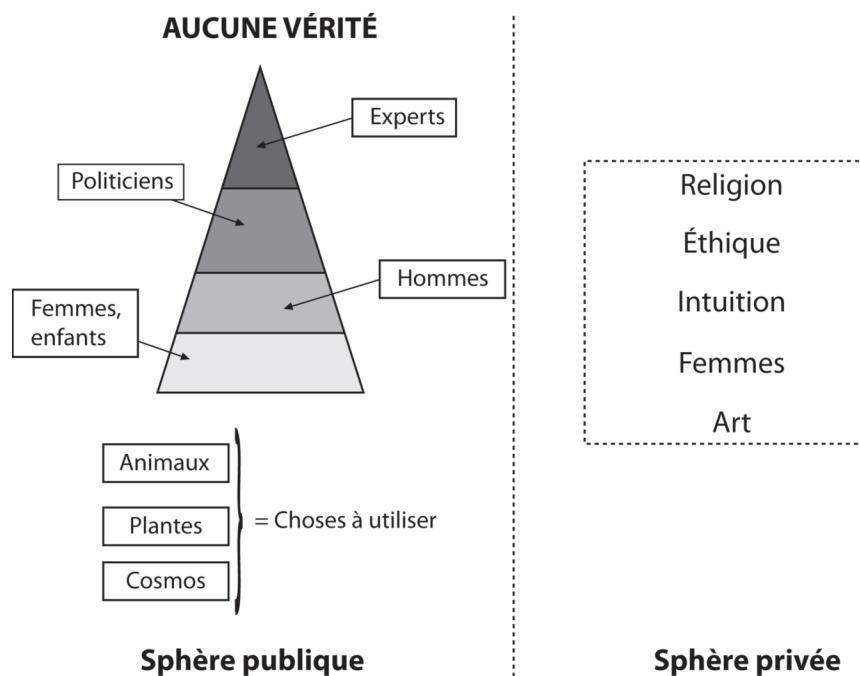 AUCUNE VÉRITÉ
Experts
Politiciens
Hommes
Femmes,
enfants
Animaux
Plantes
Cosmos
= Choses à utiliser
Sphère publique
Religion
Éthique
Intuition
Femmes
Art
Sphère privée